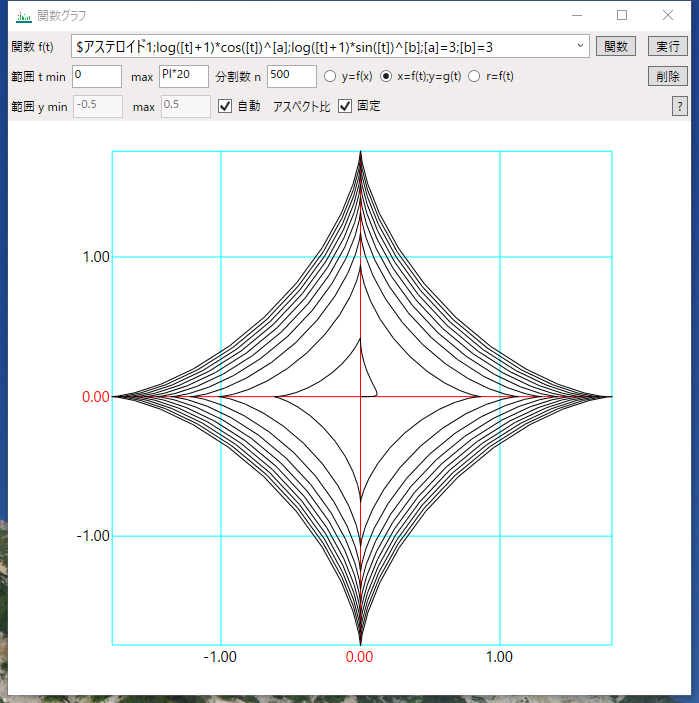 関数グラフ
関数 f(t) $アステロイド1;log([t]+1)*cos([t])^[a];log([t]+1)*sin([t])^[b];[a]=3;[b]=3 関数 実行
範囲 t min 0 max PI*20 分割数 n 500 y=f(x) x=f(t);y=g(t) r=f(t) 削除
範囲 y min -0.5 max 0.5 自動 アスペクト比 固定 ?
1.00
0.00
-1.00
-1.00 0.00 1.00